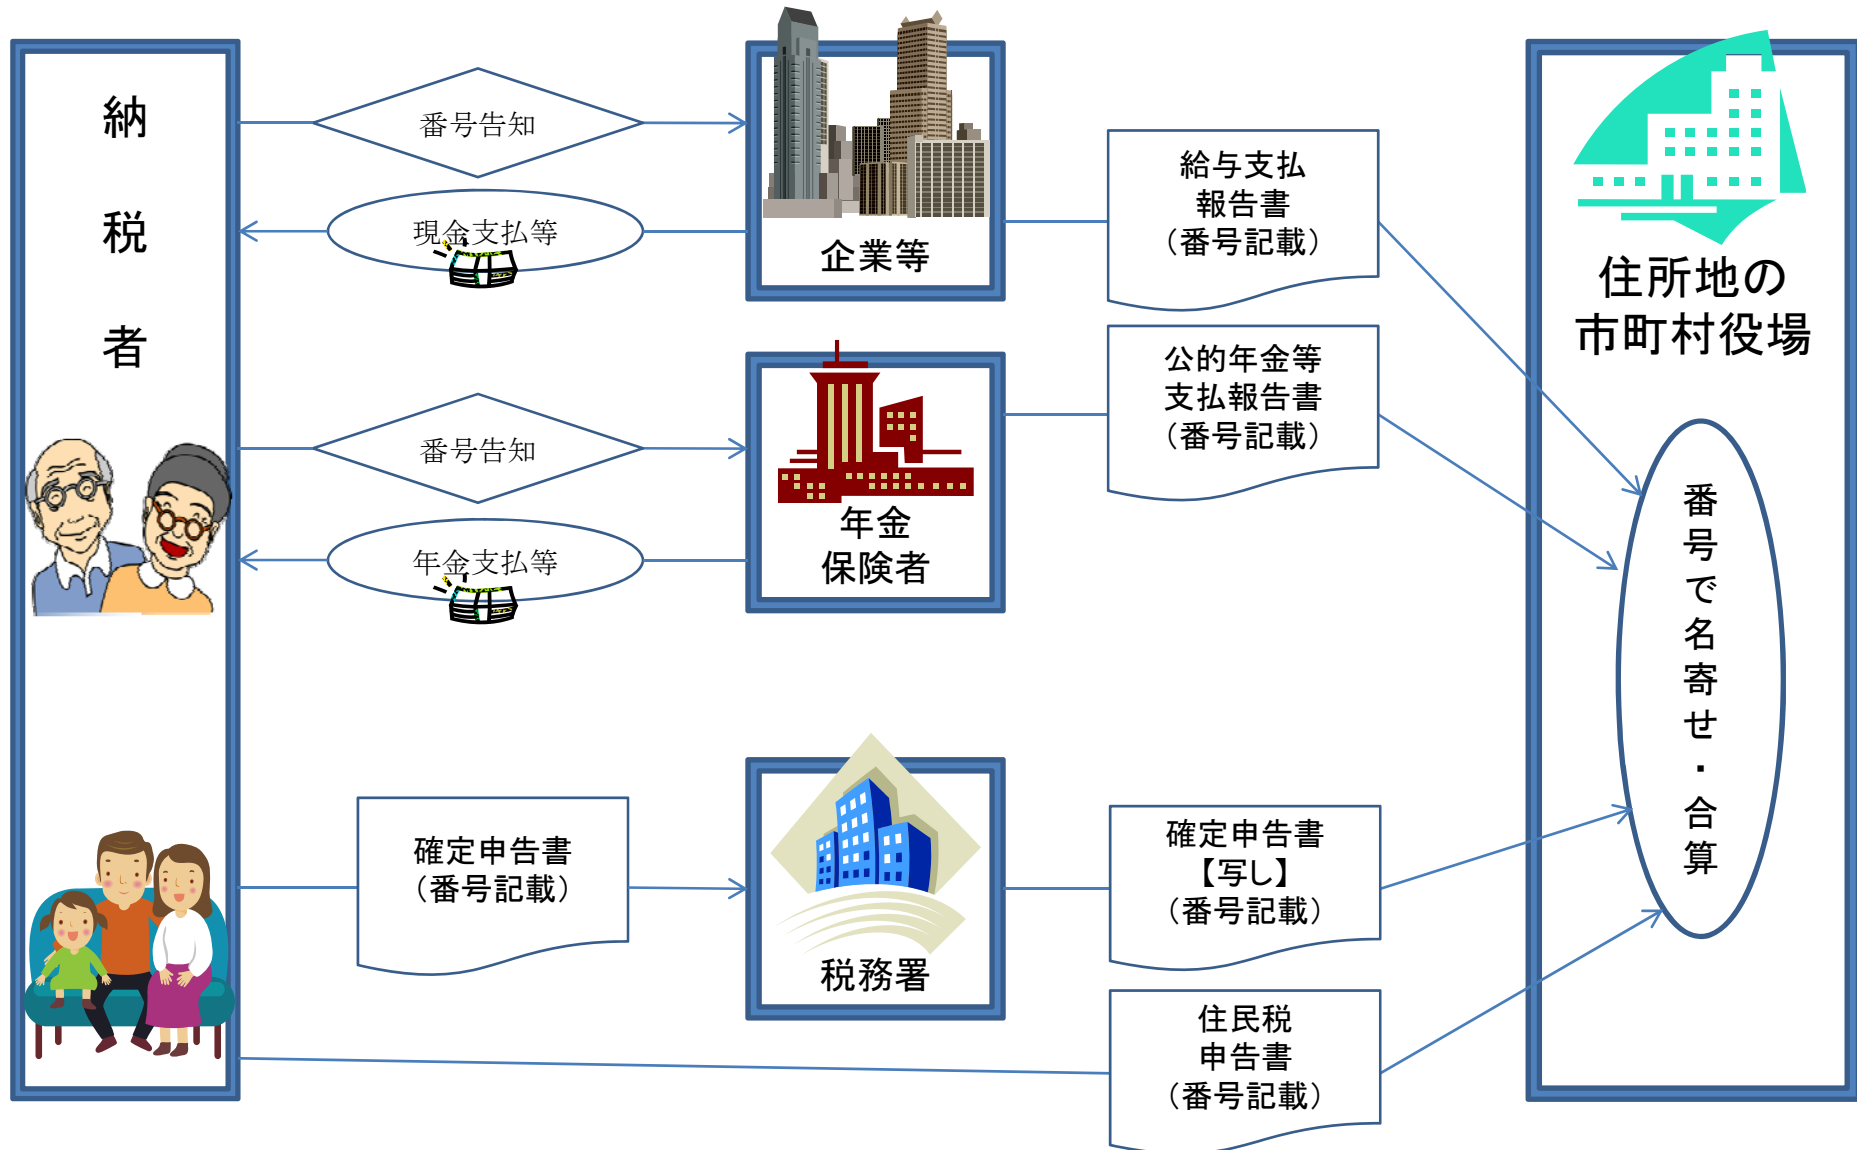 納
税
者
番号告知
現金支払等
企業等
給与支払
報告書
（番号記載）
住所地の
市町村役場
番号告知
年金支払等
年金
保険者
公的年金等
支払報告書
（番号記載）
番号で名寄せ・合算
確定申告書
（番号記載）
税務署
確定申告書
【写し】
（番号記載）
住民税
申告書
（番号記載）